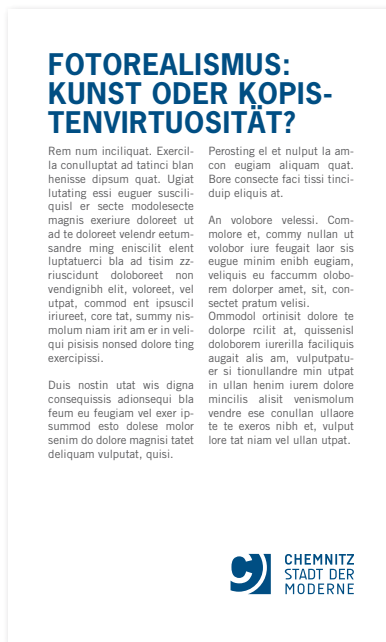 FOTOREALISMUS:
KUNST ODER KOPIS-
TENVIRTUOSITÄT?
Rem num inciliquat. Exercil-
la conulluptat ad tatinci blan
henisse dipsum quat. Ugiat
lutating essi euguer suscili-
quisl er secte modolesecte
magnis exeriure doloreet ut
ad te doloreet velendr eetum-
sandre ming eniscilit elent
luptatuerci bla ad tisim zz-
riuscidunt doloboreet non
vendignibh elit, voloreet, vel
utpat, commod ent ipsuscil
iriureet, core tat, summy nis-
molum niam irit am er in veli-
qui pisisis nonsed dolore ting
exercipissi.
Duis nostin utat wis digna
consequissis adionsequi bla
feum eu feugiam vel exer ip-
summod esto dolese molor
senim do dolore magnisi tatet
deliquam vulputat, quisi.
Perosting el et nulput la am-
con eugiam aliquam quat.
Bore consecte faci tissi tinci-
duip eliquis at.
An volobore velessi. Com-
molore et, commy nullan ut
volobor iure feugait laor sis
eugue minim enibh eugiam,
veliquis eu faccumm olobo-
rem dolorper amet, sit, con-
sectet pratum velisi.
Ommodol ortinisit dolore te
dolorpe rcilit at, quissenisl
doloborem iurerilla faciliquis
augait alis am, vulputpatu-
er si tionullandre min utpat
in ullan henim iurem dolore
mincilis alisit venismolum
vendre ese conullan ullaore
te te exeros nibh et, vulput
lore tat niam vel ullan utpat.
CHEMNITZ
STADT DER
MODERNE